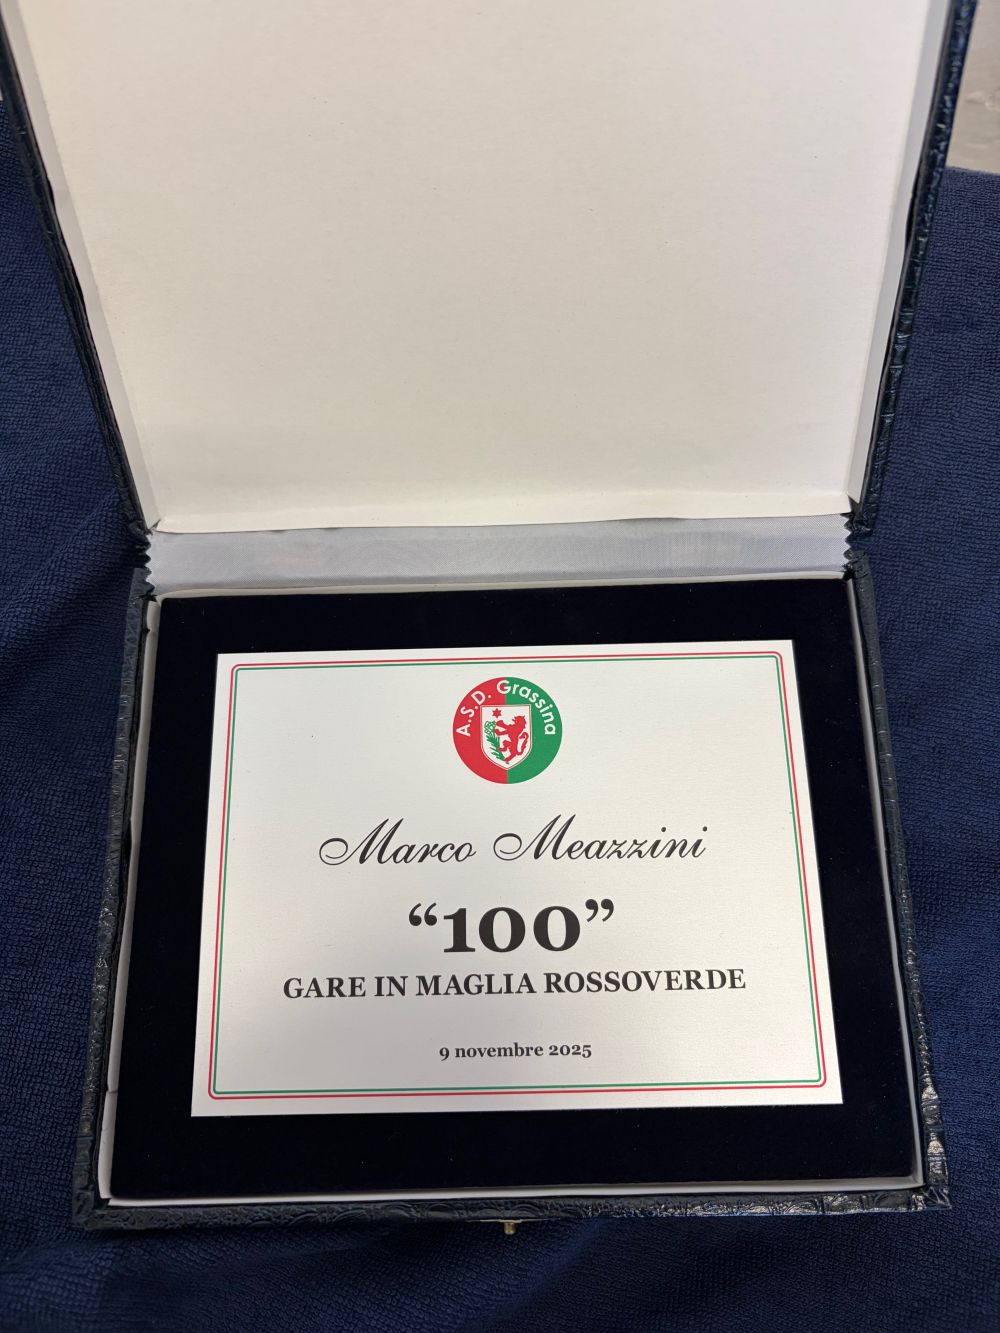 A.S.D. Grassina
Marco Meazzini
“100”
GARE IN MAGLIA ROSSOVERDE
9 novembre 2025